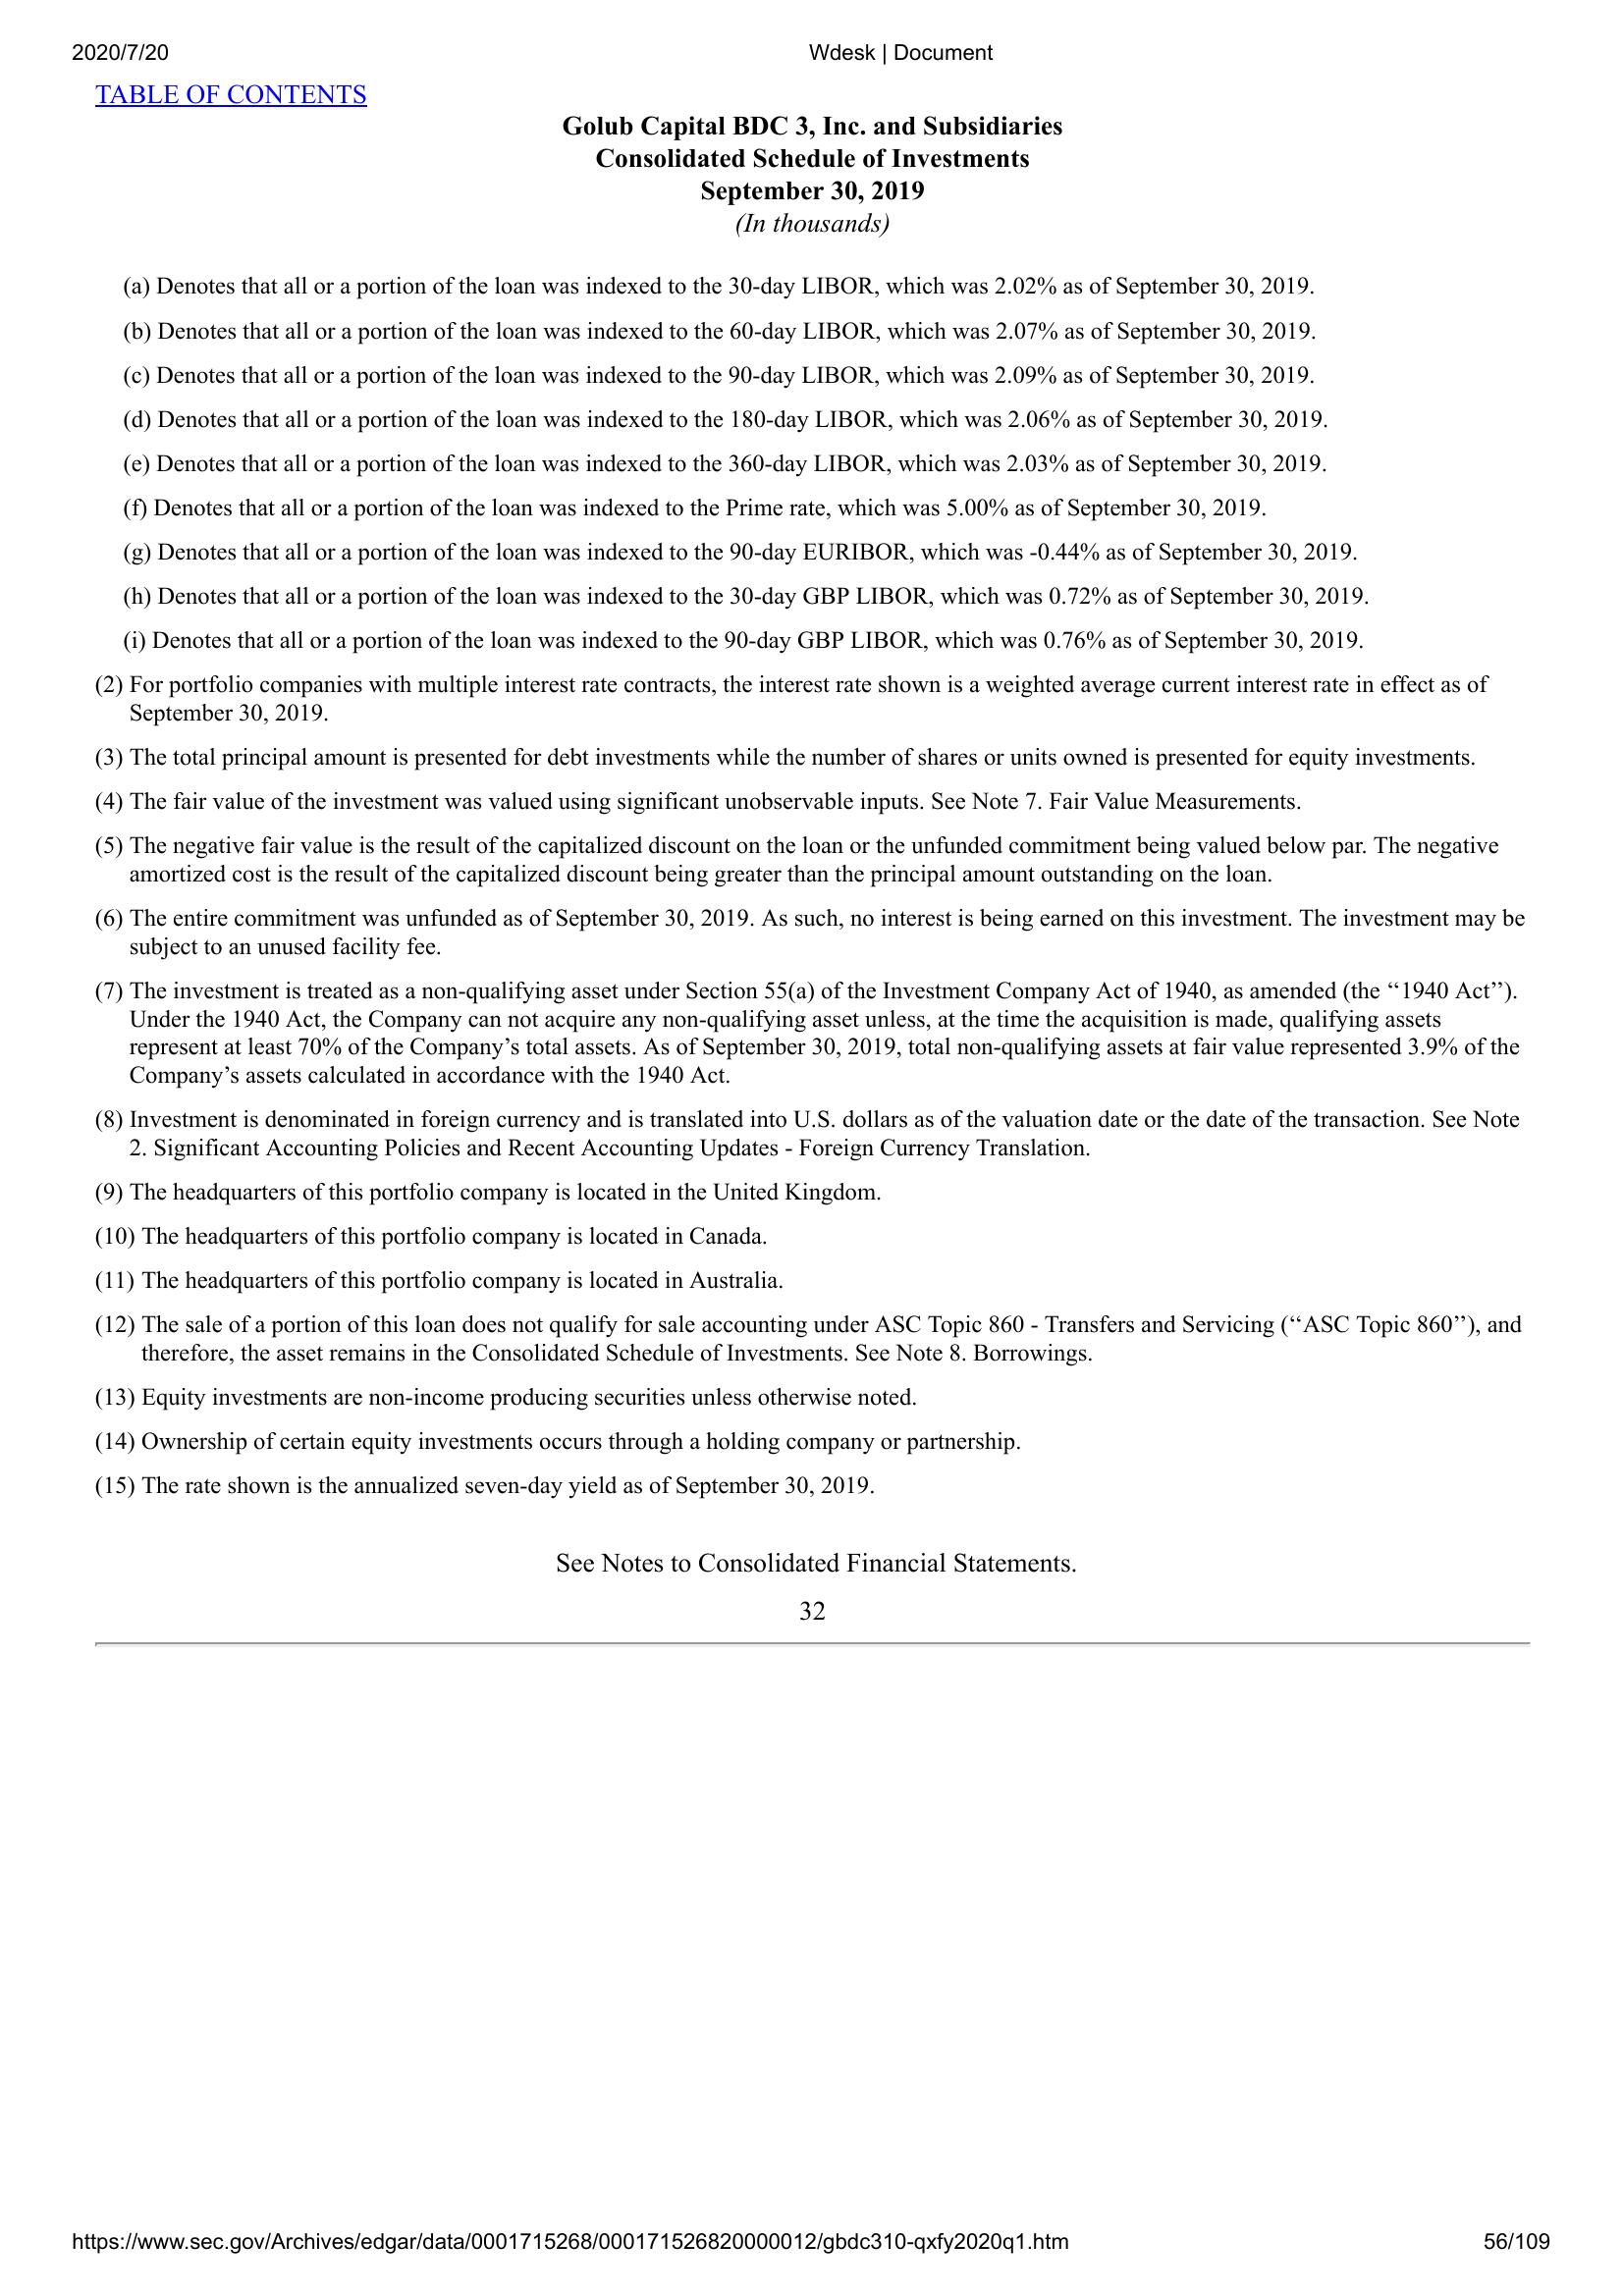 2020/7/20 Wdesk | Document
TABLE OF CONTENTS
Golub Capital BDC 3, Inc. and Subsidiaries
Consolidated Schedule of Investments
September 30, 2019
(In thousands)
(a) Denotes that all or a portion of the loan was indexed to the 30-day LIBOR, which was 2.02% as of September 30, 2019.
(b) Denotes that all or a portion of the loan was indexed to the 60-day LIBOR, which was 2.07% as of September 30, 2019.
(c) Denotes that all or a portion of the loan was indexed to the 90-day LIBOR, which was 2.09% as of September 30, 2019.
(d) Denotes that all or a portion of the loan was indexed to the 180-day LIBOR, which was 2.06% as of September 30, 2019.
(e) Denotes that all or a portion of the loan was indexed to the 360-day LIBOR, which was 2.03% as of September 30, 2019.
(f) Denotes that all or a portion of the loan was indexed to the Prime rate, which was 5.00% as of September 30, 2019.
(g) Denotes that all or a portion of the loan was indexed to the 90-day EURIBOR, which was -0.44% as of September 30, 2019.
(h) Denotes that all or a portion of the loan was indexed to the 30-day GBP LIBOR, which was 0.72% as of September 30, 2019.
(i) Denotes that all or a portion of the loan was indexed to the 90-day GBP LIBOR, which was 0.76% as of September 30, 2019.
(2) For portfolio companies with multiple interest rate contracts, the interest rate shown is a weighted average current interest rate in effect as of
September 30, 2019.
(3) The total principal amount is presented for debt investments while the number of shares or units owned is presented for equity investments.
(4) The fair value of the investment was valued using significant unobservable inputs. See Note 7. Fair Value Measurements.
(5) The negative fair value is the result of the capitalized discount on the loan or the unfunded commitment being valued below par. The negative
amortized cost is the result of the capitalized discount being greater than the principal amount outstanding on the loan.
(6) The entire commitment was unfunded as of September 30, 2019. As such, no interest is being earned on this investment. The investment may be
subject to an unused facility fee.
(7) The investment is treated as a non-qualifying asset under Section 55(a) of the Investment Company Act of 1940, as amended (the ‘‘1940 Act’’).
Under the 1940 Act, the Company can not acquire any non-qualifying asset unless, at the time the acquisition is made, qualifying assets
represent at least 70% of the Company’s total assets. As of September 30, 2019, total non-qualifying assets at fair value represented 3.9% of the
Company’s assets calculated in accordance with the 1940 Act.
(8) Investment is denominated in foreign currency and is translated into U.S. dollars as of the valuation date or the date of the transaction. See Note
2. Significant Accounting Policies and Recent Accounting Updates - Foreign Currency Translation.
(9) The headquarters of this portfolio company is located in the United Kingdom.
(10) The headquarters of this portfolio company is located in Canada.
(11) The headquarters of this portfolio company is located in Australia.
(12) The sale of a portion of this loan does not qualify for sale accounting under ASC Topic 860 - Transfers and Servicing (‘‘ASC Topic 860’’), and
therefore, the asset remains in the Consolidated Schedule of Investments. See Note 8. Borrowings.
(13) Equity investments are non-income producing securities unless otherwise noted.
(14) Ownership of certain equity investments occurs through a holding company or partnership.
(15) The rate shown is the annualized seven-day yield as of September 30, 2019.
See Notes to Consolidated Financial Statements.
32
https://www.sec.gov/Archives/edgar/data/0001715268/000171526820000012/gbdc310-qxfy2020q1.htm 56/109